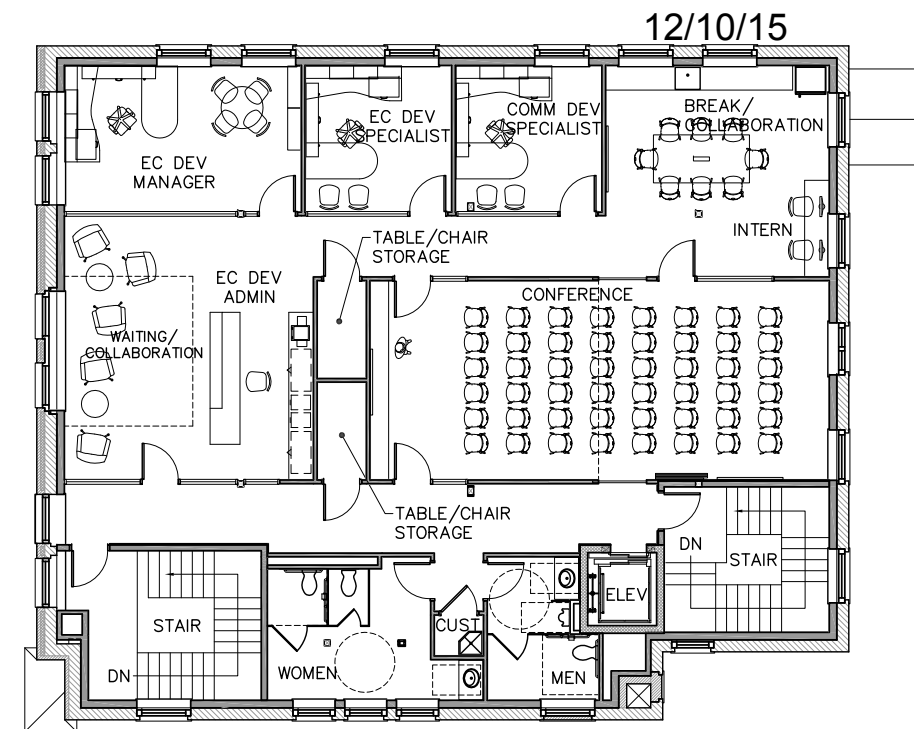 12/10/15
EC DEV
MANAGER
EC DEV
SPECIALIST
COMM DEV
SPECIALIST
BREAK/
COLLABORATION
INTERN
TABLE/CHAIR
STORAGE
EC DEV
ADMIN
WAITING/
COLLABORATION
CONFERENCE
TABLE/CHAIR
STORAGE
DN
STAIR
ELEV
STAIR
DN
CUST
WOMEN
MEN